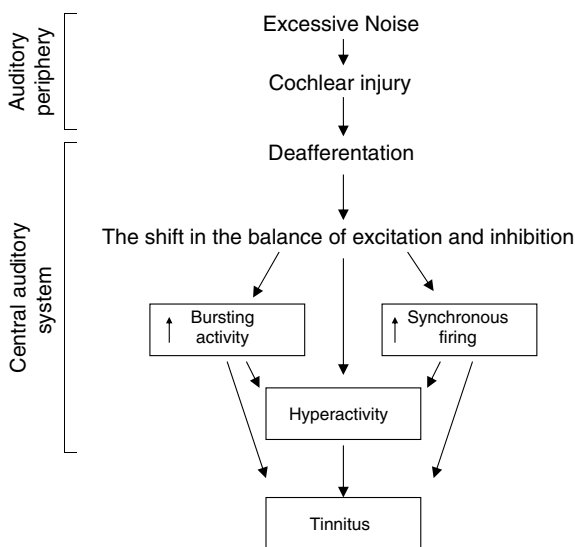 Auditory
periphery
Excessive Noise
Cochlear injury
Central auditory
system
Deafferentation
The shift in the balance of excitation and inhibition
Bursting
activity
Synchronous
firing
Hyperactivity
Tinnitus